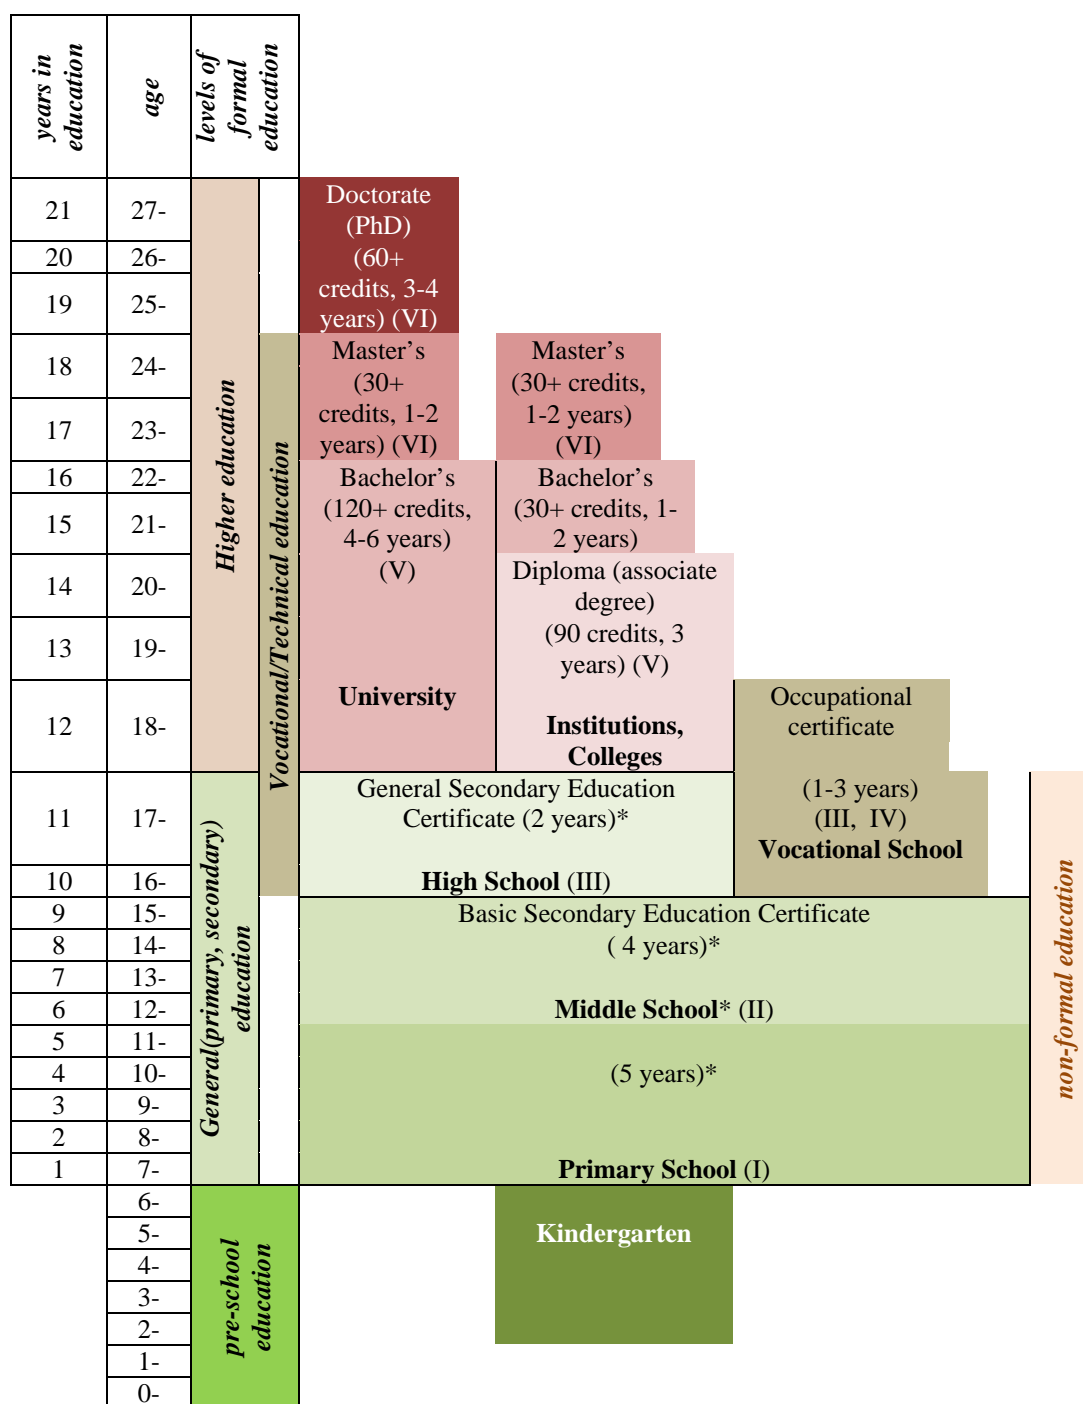 years in
education
age
levels of
formal
education
21
27-
Doctorate
(PhD)
20
26-
(60+
19
25-
credits, 3-4
years) (VI)
18
24-
Master’s
(30+
Master’s
(30+ credits,
17
23-
credits, 1-2
years) (VI)
1-2 years)
(VI)
16
22-
Bachelor’s
Bachelor’s
15
21-
(120+ credits,
4-6 years)
(30+ credits, 1-
2 years)
14
20-
(V)
Diploma (associate
degree)
13
19-
(90 credits, 3
years) (V)
12
18-
University
Institutions,
Colleges
Occupational
certificate
Higher education
Vocational/Technical education
11
17-
General Secondary Education
Certificate (2 years)*
(1-3 years)
(III, IV)
Vocational School
10
16-
High School (III)
9
15-
Basic Secondary Education Certificate
8
14-
( 4 years)*
7
13-
6
12-
Middle School* (II)
5
11-
4
10-
(5 years)*
3
9-
2
8-
1
7-
Primary School (I)
General(primary, secondary)
education
non-formal education
6-
5-
Kindergarten
4-
3-
2-
1-
0-
pre-school
education